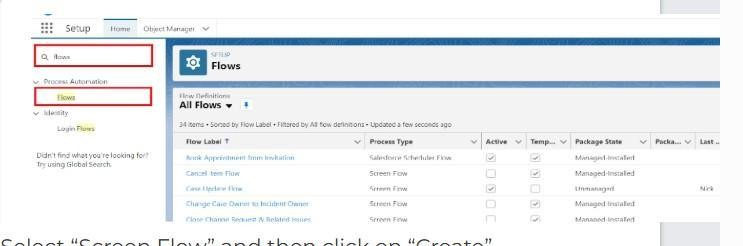 Setup Home Object Manager
flows
Process Automation
Flows
Identity
Login Flows
Didn't find what you're looking for?
Try using Global Search.
SETUP
Flows
Flow Definitions
All Flows
34 items • Sorted by Flow Label • Filtered by All flow definitions • Updated a few seconds ago
Flow Label Process Type Active Temp... Package State Packa... Last ...
Book Appointment from Invitation Salesforce Scheduler Flow Managed-Installed
Cancel Item Flow Screen Flow Managed-Installed
Case Update Flow Screen Flow Unmanaged Nick
Change Case Owner to Incident Owner Screen Flow Managed-Installed
Close Change Request & Related Issues Screen Flow Managed-Installed
Select “Screen Flow” and then click on “Create”